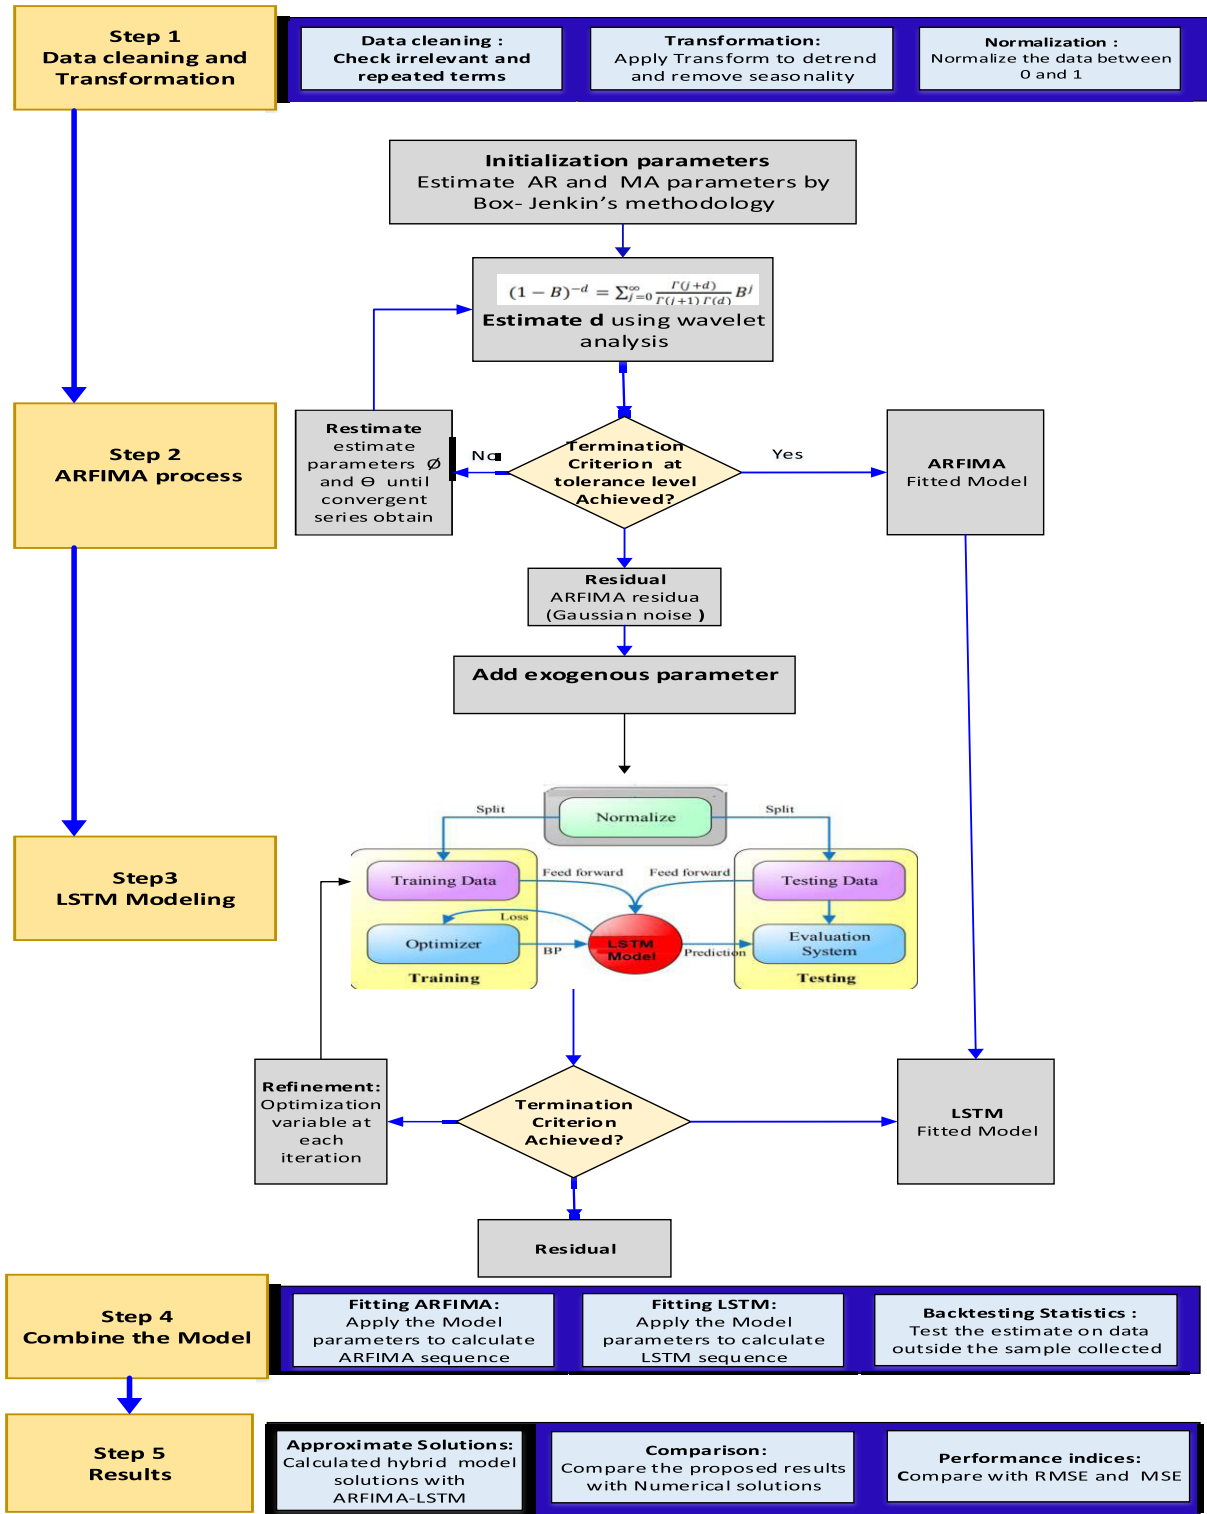 Step 1
Data cleaning and
Transformation
Data cleaning :
Check irrelevant and
repeated terms
Transformation:
Apply Transform to detrend
and remove seasonality
Normalization :
Normalize the data between
0 and 1
Initialization parameters
Estimate AR and MA parameters by
Box- Jenkin's methodology
(1 − B)^{−d} = ∑_{j=0}^{∞} Γ(j+d) / Γ(j+1) Γ(d) B^j
Estimate d using wavelet
analysis
Step 2
ARFIMA process
Restimate
estimate
parameters Ø
and Ɵ until
convergent
series obtain
No
Termination
Criterion at
tolerance level
Achieved?
Yes
ARFIMA
Fitted Model
Residual
ARFIMA residua
(Gaussian noise )
Add exogenous parameter
Step3
LSTM Modeling
Split
Normalize
Split
Training Data
Feed forward
Feed forward
Testing Data
Loss
Optimizer
BP
LSTM
Model
Prediction
Evaluation
System
Training
Testing
Refinement:
Optimization
variable at
each
iteration
Termination
Criterion
Achieved?
LSTM
Fitted Model
Residual
Step 4
Combine the Model
Fitting ARFIMA:
Apply the Model
parameters to calculate
ARFIMA sequence
Fitting LSTM:
Apply the Model
parameters to calculate
LSTM sequence
Backtesting Statistics :
Test the estimate on data
outside the sample collected
Step 5
Results
Approximate Solutions:
Calculated hybrid model
solutions with
ARFIMA-LSTM
Comparison:
Compare the proposed results
with Numerical solutions
Performance indices:
Compare with RMSE and MSE